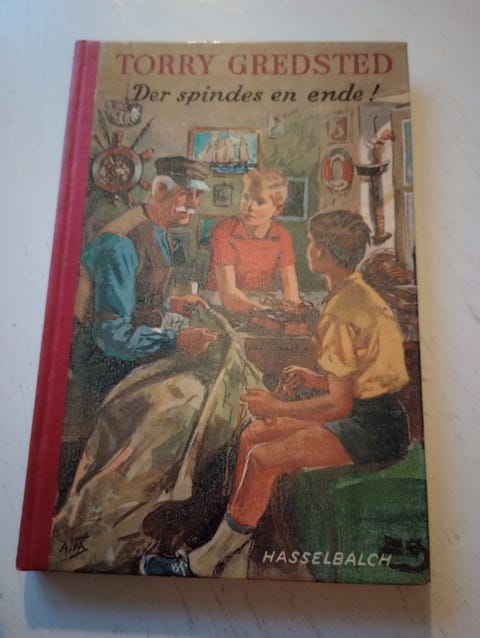 TORRY GREDSTED
Der spindes en ende!
HASSELBALCH